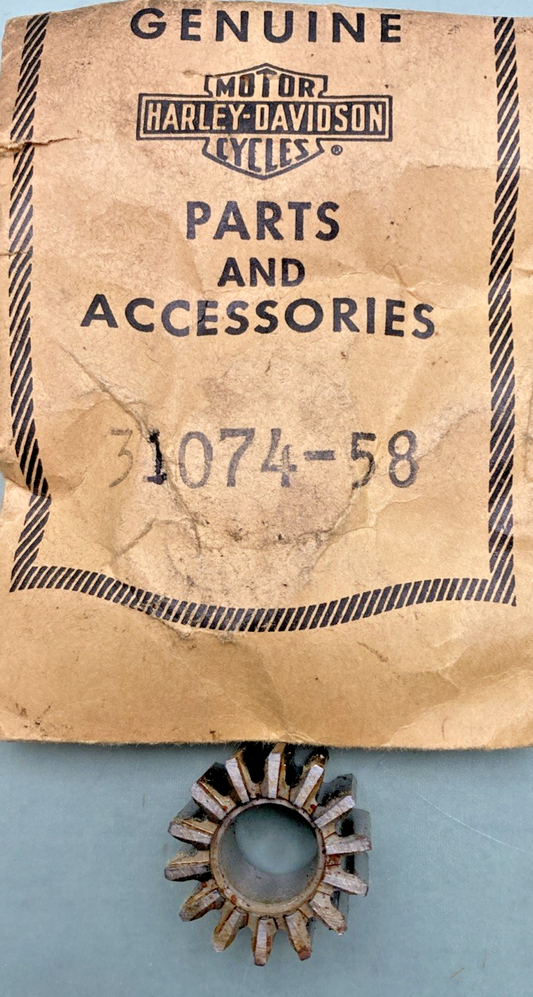 GENUINE
MOTOR
HARLEY-DAVIDSON
CYCLES ®
PARTS
AND
ACCESSORIES
31074-58